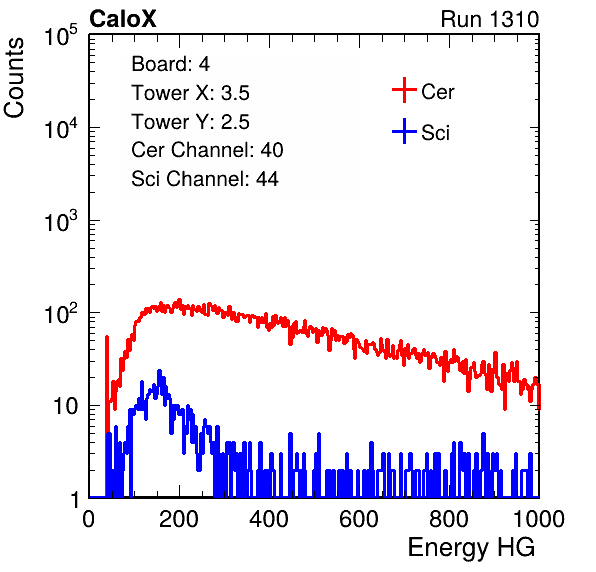 CaloX Run 1310
Counts
10^5
10^4
10^3
10^2
10
1
Board: 4
Tower X: 3.5
Tower Y: 2.5
Cer Channel: 40
Sci Channel: 44
Cer
Sci
0 200 400 600 800 1000
Energy HG